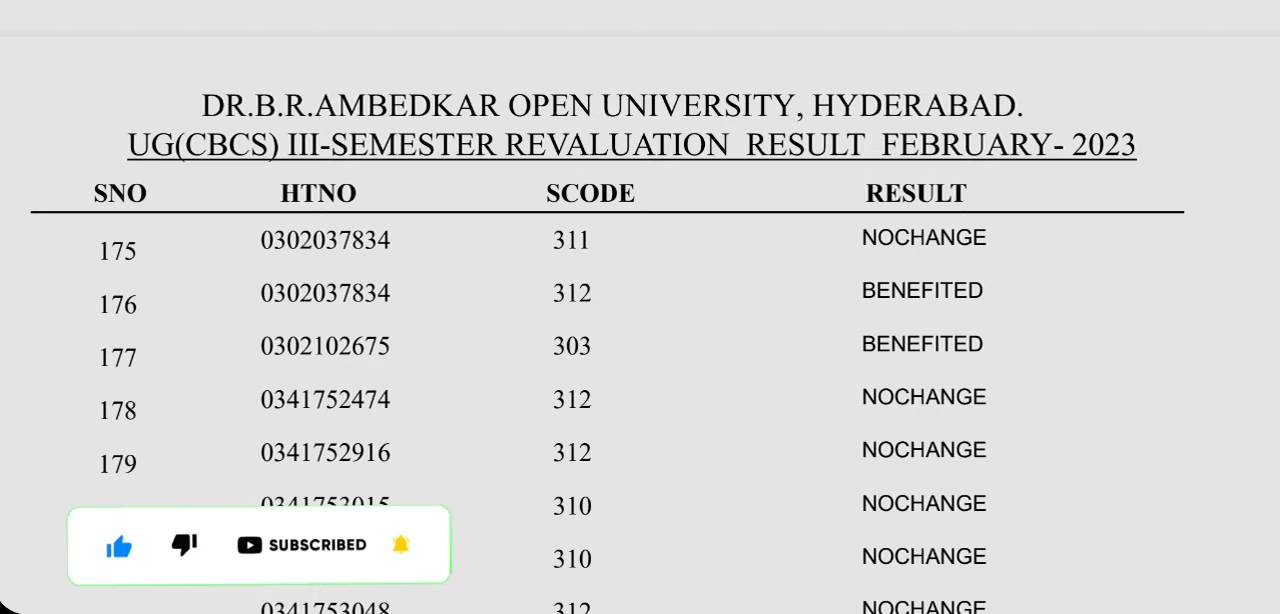 DR.B.R.AMBEDKAR OPEN UNIVERSITY, HYDERABAD.
UG(CBCS) III-SEMESTER REVALUATION RESULT FEBRUARY- 2023
SNO HTNO SCODE RESULT
175 0302037834 311 NOCHANGE
176 0302037834 312 BENEFITED
177 0302102675 303 BENEFITED
178 0341752474 312 NOCHANGE
179 0341752916 312 NOCHANGE
0341753015 310 NOCHANGE
310 NOCHANGE
SUBSCRIBED
0341753048 312 NOCHANGE